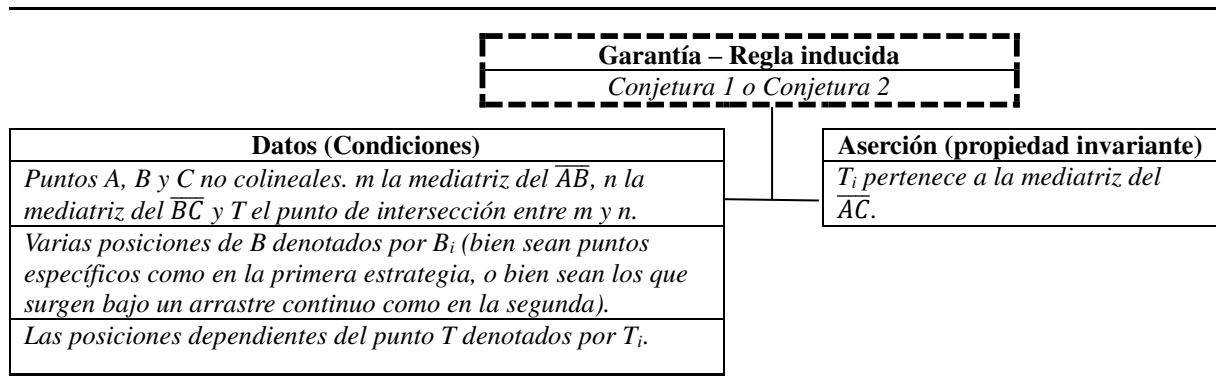 Garantía – Regla inducida
Conjetura 1 o Conjetura 2
Datos (Condiciones)
Puntos A, B y C no colineales. m la mediatriz del \overline{AB}, n la
mediatriz del \overline{BC} y T el punto de intersección entre m y n.
Varias posiciones de B denotados por Bᵢ (bien sean puntos
específicos como en la primera estrategia, o bien sean los que
surgen bajo un arrastre continuo como en la segunda).
Las posiciones dependientes del punto T denotados por Tᵢ.
Aserción (propiedad invariante)
Tᵢ pertenece a la mediatriz del
\overline{AC}.